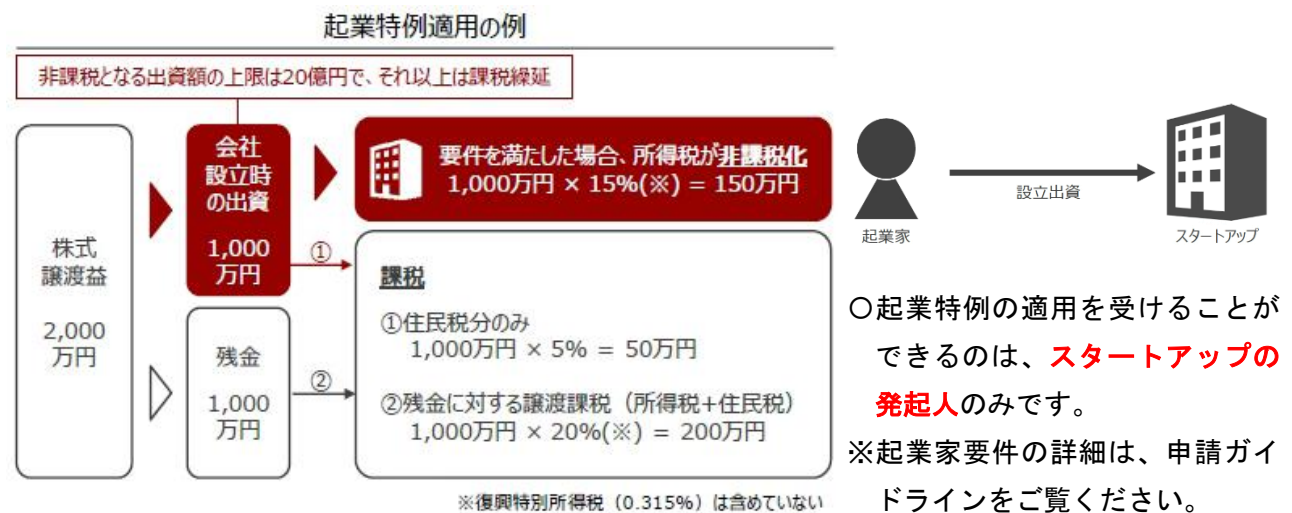 起業特例適用の例
非課税となる出資額の上限は20億円で、それ以上は課税繰延
株式
譲渡益
2,000
万円
会社
設立時
の出資
1,000
万円
要件を満たした場合、所得税が非課税化
1,000万円 × 15%(※) = 150万円
①
残金
1,000
万円
②
課税
①住民税分のみ
1,000万円 × 5% = 50万円
②残金に対する譲渡課税（所得税+住民税）
1,000万円 × 20%(※) = 200万円
※復興特別所得税（0.315%）は含めていない
起業家
設立出資
スタートアップ
〇起業特例の適用を受けることが
できるのは、スタートアップの
発起人のみです。
※起業家要件の詳細は、申請ガイ
ドラインをご覧ください。